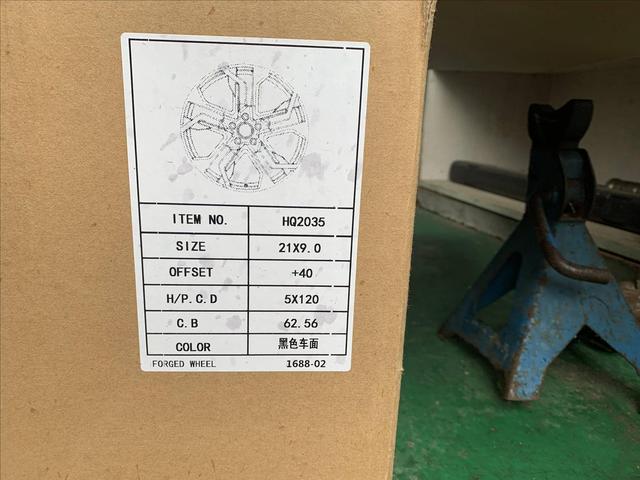 ITEM NO. HQ2035
SIZE 21X9.0
OFFSET +40
H/P.C.D 5X120
C.B 62.56
COLOR 黑色车面
FORGED WHEEL 1688-02